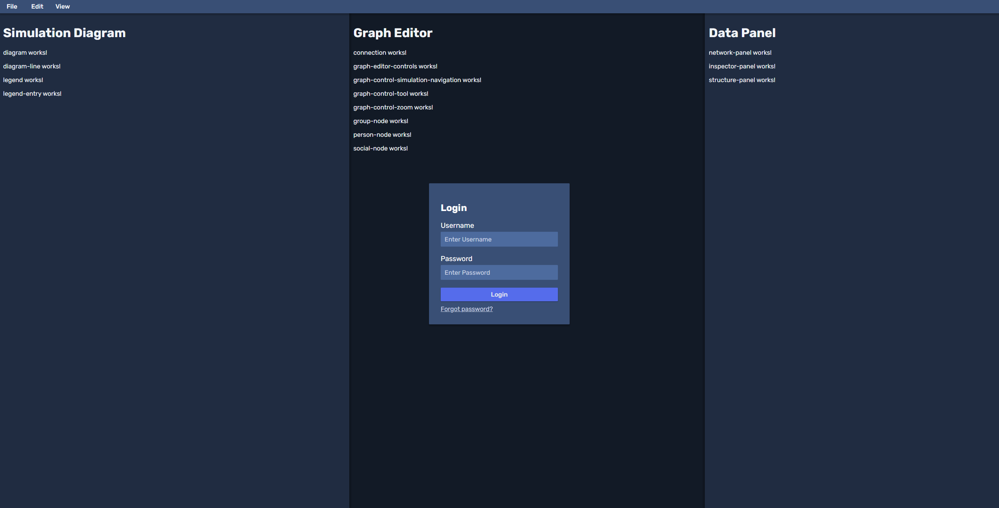 File Edit View
Simulation Diagram
diagram works!
diagram-line works!
legend works!
legend-entry works!
Graph Editor
connection works!
graph-editor-controls works!
graph-control-simulation-navigation works!
graph-control-tool works!
graph-control-zoom works!
group-node works!
person-node works!
social-node works!
Login
Username
Enter Username
Password
Enter Password
Login
Forgot password?
Data Panel
network-panel works!
inspector-panel works!
structure-panel works!